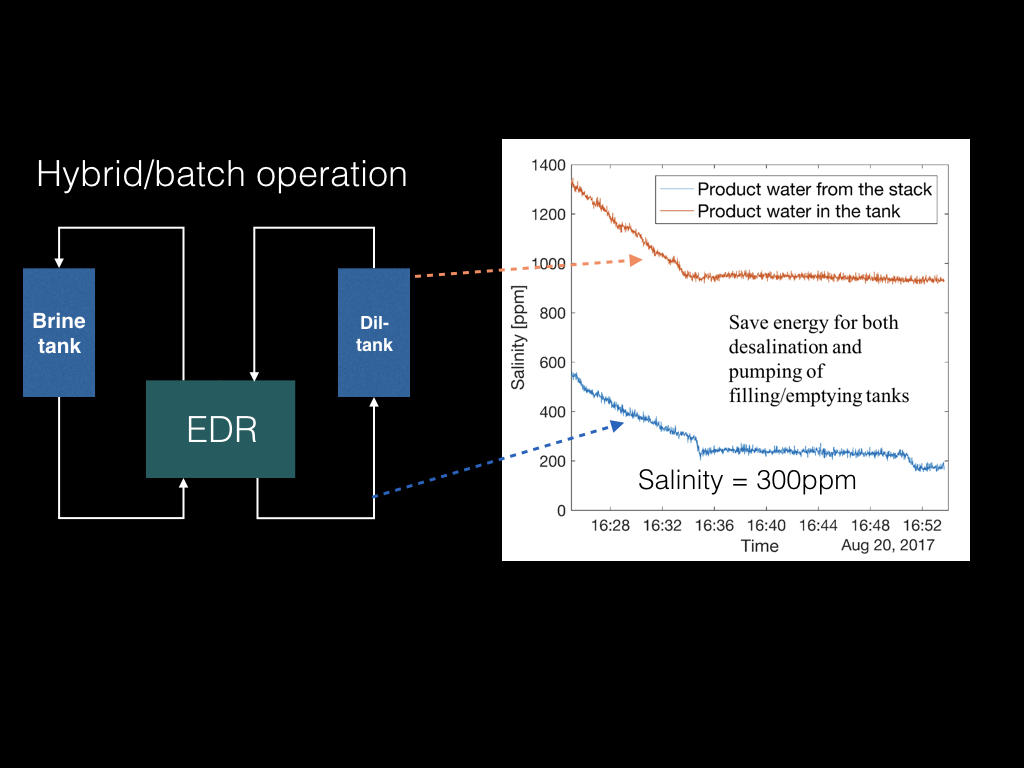 Hybrid/batch operation
Brine
tank
Dil-
tank
EDR
1400
1200
1000
800
600
400
200
0
Salinity [ppm]
Product water from the stack
Product water in the tank
Save energy for both
desalination and
pumping of
filling/emptying tanks
Salinity = 300ppm
16:28 16:32 16:36 16:40 16:44 16:48 16:52
Time
Aug 20, 2017